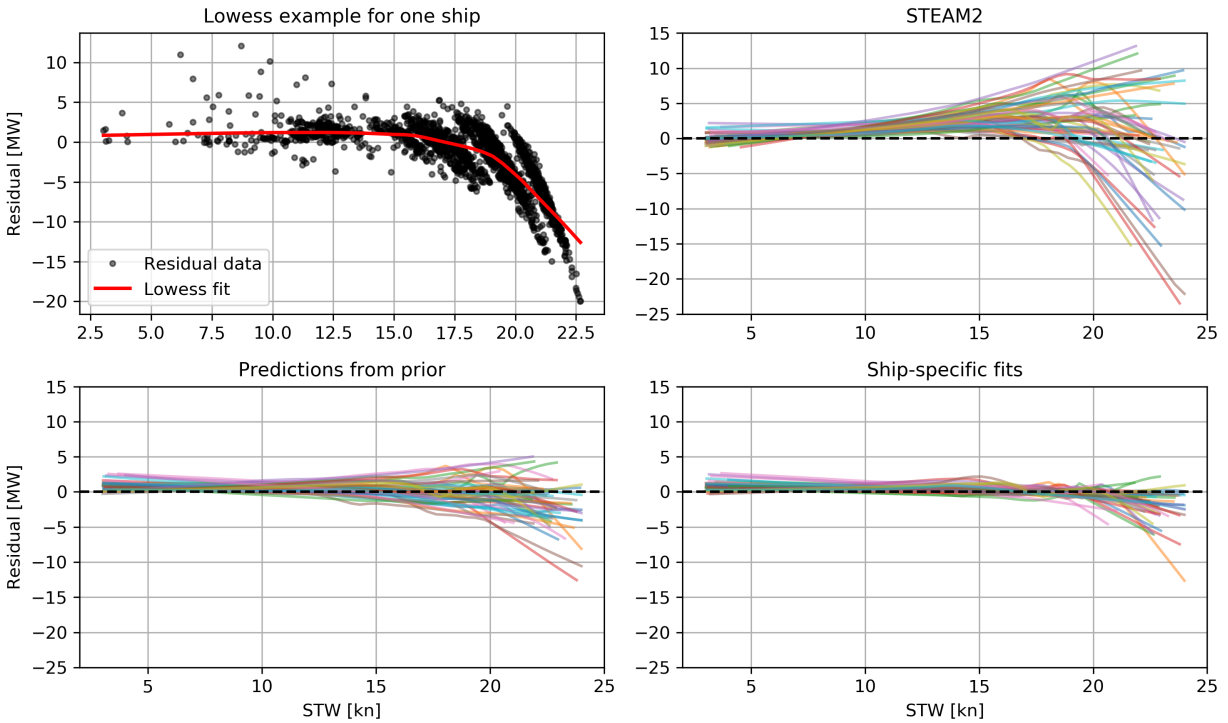 Lowess example for one ship
Residual [MW]
10
5
0
−5
−10
−15
−20
Residual data
Lowess fit
2.5 5.0 7.5 10.0 12.5 15.0 17.5 20.0 22.5
STEAM2
15
10
5
0
−5
−10
−15
−20
−25
5 10 15 20 25
Predictions from prior
Residual [MW]
15
10
5
0
−5
−10
−15
−20
−25
5 10 15 20 25
STW [kn]
Ship-specific fits
15
10
5
0
−5
−10
−15
−20
−25
5 10 15 20 25
STW [kn]